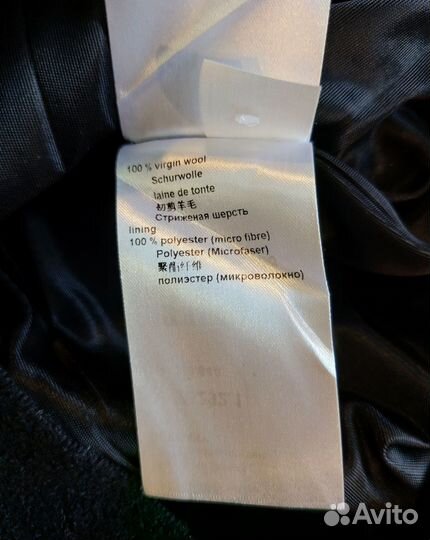 100 % virgin wool
Schurwolle
laine de tonte
初剪羊毛
Стриженая шерсть
lining
100 % polyester (micro fibre)
Polyester (Microfaser)
聚酯纤维
полиэстер (микроволокно)
Avito